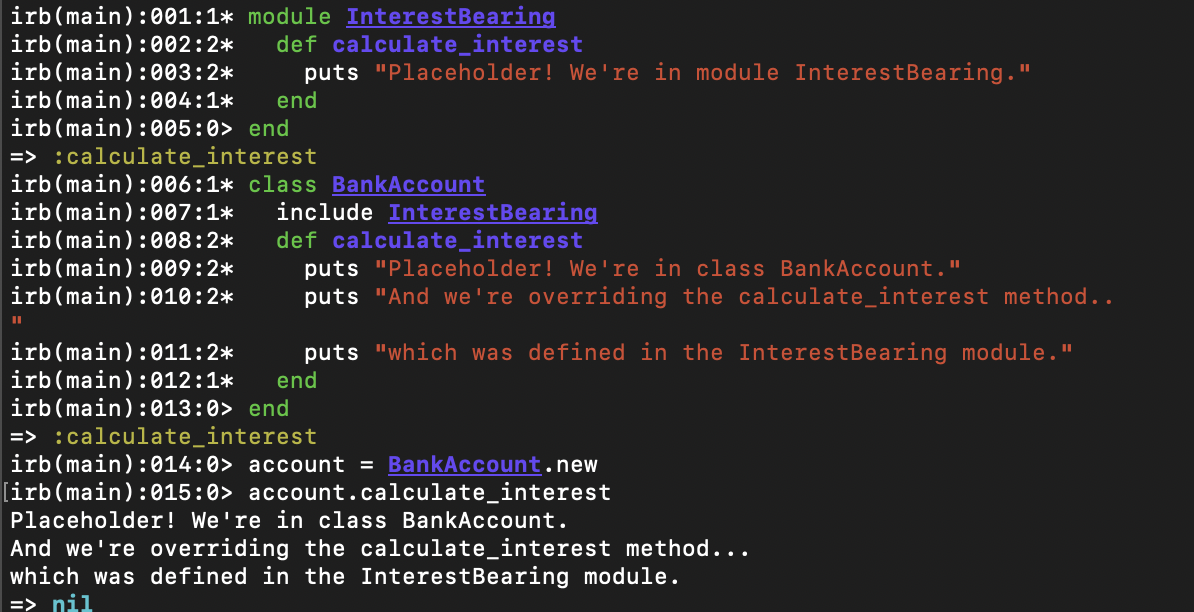 irb(main):001:1* module InterestBearing
irb(main):002:2*   def calculate_interest
irb(main):003:2*     puts "Placeholder! We're in module InterestBearing."
irb(main):004:1*   end
irb(main):005:0> end
=> :calculate_interest
irb(main):006:1* class BankAccount
irb(main):007:1*   include InterestBearing
irb(main):008:2*   def calculate_interest
irb(main):009:2*     puts "Placeholder! We're in class BankAccount."
irb(main):010:2*     puts "And we're overriding the calculate_interest method..
"
irb(main):011:2*     puts "which was defined in the InterestBearing module."
irb(main):012:1*   end
irb(main):013:0> end
=> :calculate_interest
irb(main):014:0> account = BankAccount.new
[irb(main):015:0> account.calculate_interest
Placeholder! We're in class BankAccount.
And we're overriding the calculate_interest method...
which was defined in the InterestBearing module.
=> nil